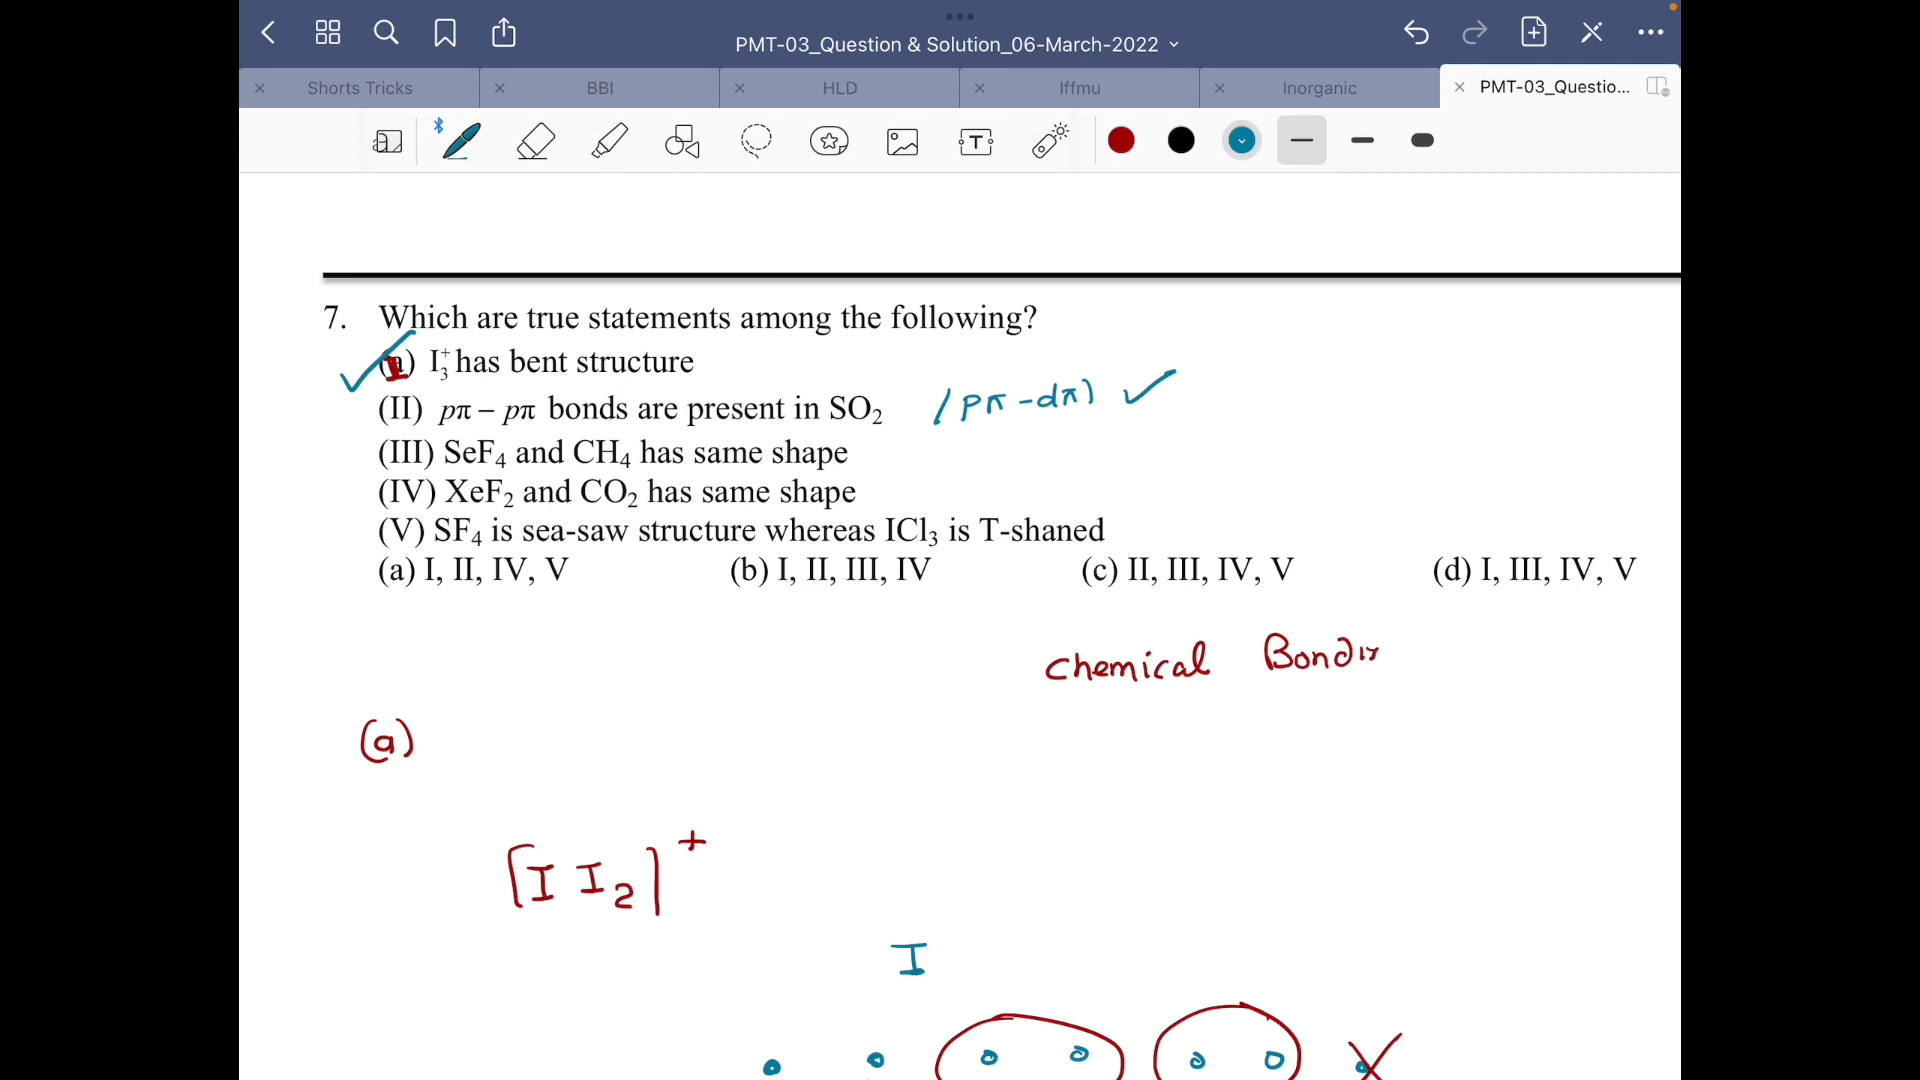 PMT-03_Question & Solution_06-March-2022
Shorts Tricks
BBI
HLD
Iffmu
Inorganic
PMT-03_Questio...
7. Which are true statements among the following?
I) I₃⁺ has bent structure
(II) pπ – pπ bonds are present in SO₂ (pπ - dπ)
(III) SeF₄ and CH₄ has same shape
(IV) XeF₂ and CO₂ has same shape
(V) SF₄ is sea-saw structure whereas ICl₃ is T-shaned
(a) I, II, IV, V (b) I, II, III, IV (c) II, III, IV, V (d) I, III, IV, V
chemical
(a)
[I I₂]⁺
I